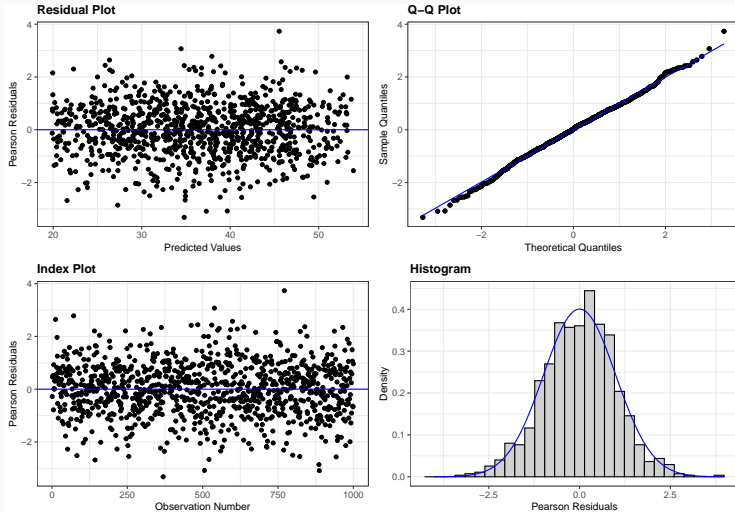 Residual Plot
4
2
0
−2
Pearson Residuals
20
30
40
50
Predicted Values
Q−Q Plot
4
2
0
−2
Sample Quantiles
−2
0
2
Theoretical Quantiles
Index Plot
4
2
0
−2
Pearson Residuals
0
250
500
750
1000
Observation Number
Histogram
0.4
0.3
0.2
0.1
0.0
Density
−2.5
0.0
2.5
Pearson Residuals